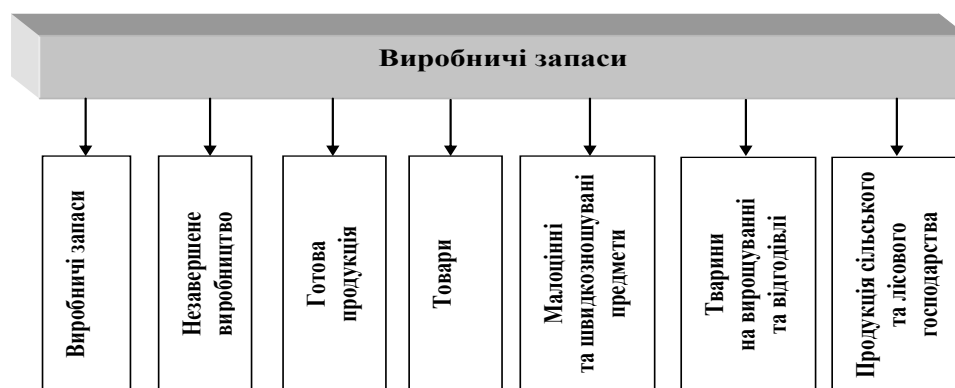 Виробничі запаси
Виробничі запаси
Незавершене
виробництво
Готова
продукція
Товари
Малоцінні
та швидкозношувані
предмети
Тварини
на вирощуванні
та відгодівлі
Продукція сільського
та лісового
господарства